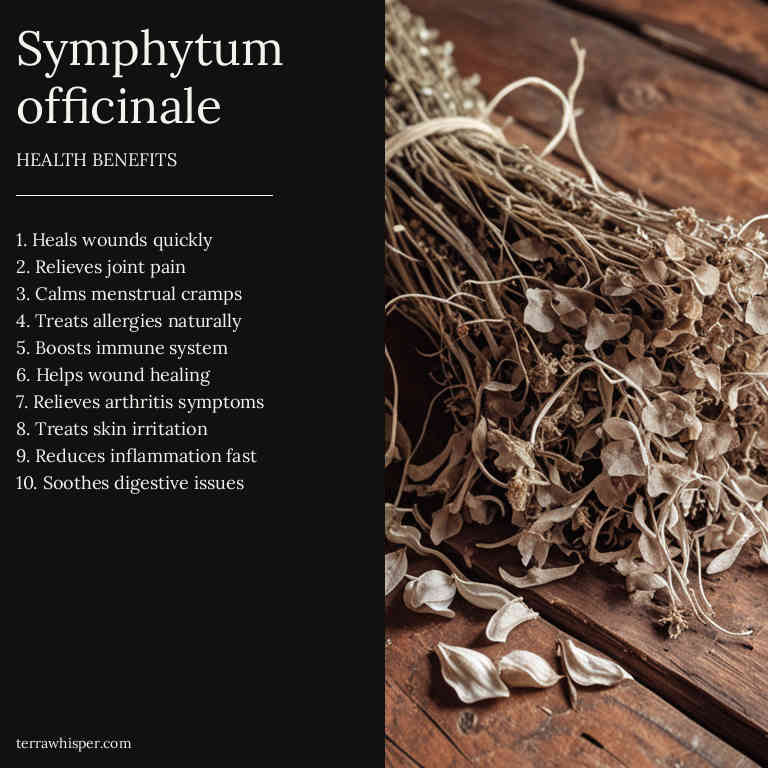 Symphytum
officinale
HEALTH BENEFITS
1. Heals wounds quickly
2. Relieves joint pain
3. Calms menstrual cramps
4. Treats allergies naturally
5. Boosts immune system
6. Helps wound healing
7. Relieves arthritis symptoms
8. Treats skin irritation
9. Reduces inflammation fast
10. Soothes digestive issues
terrawhisper.com